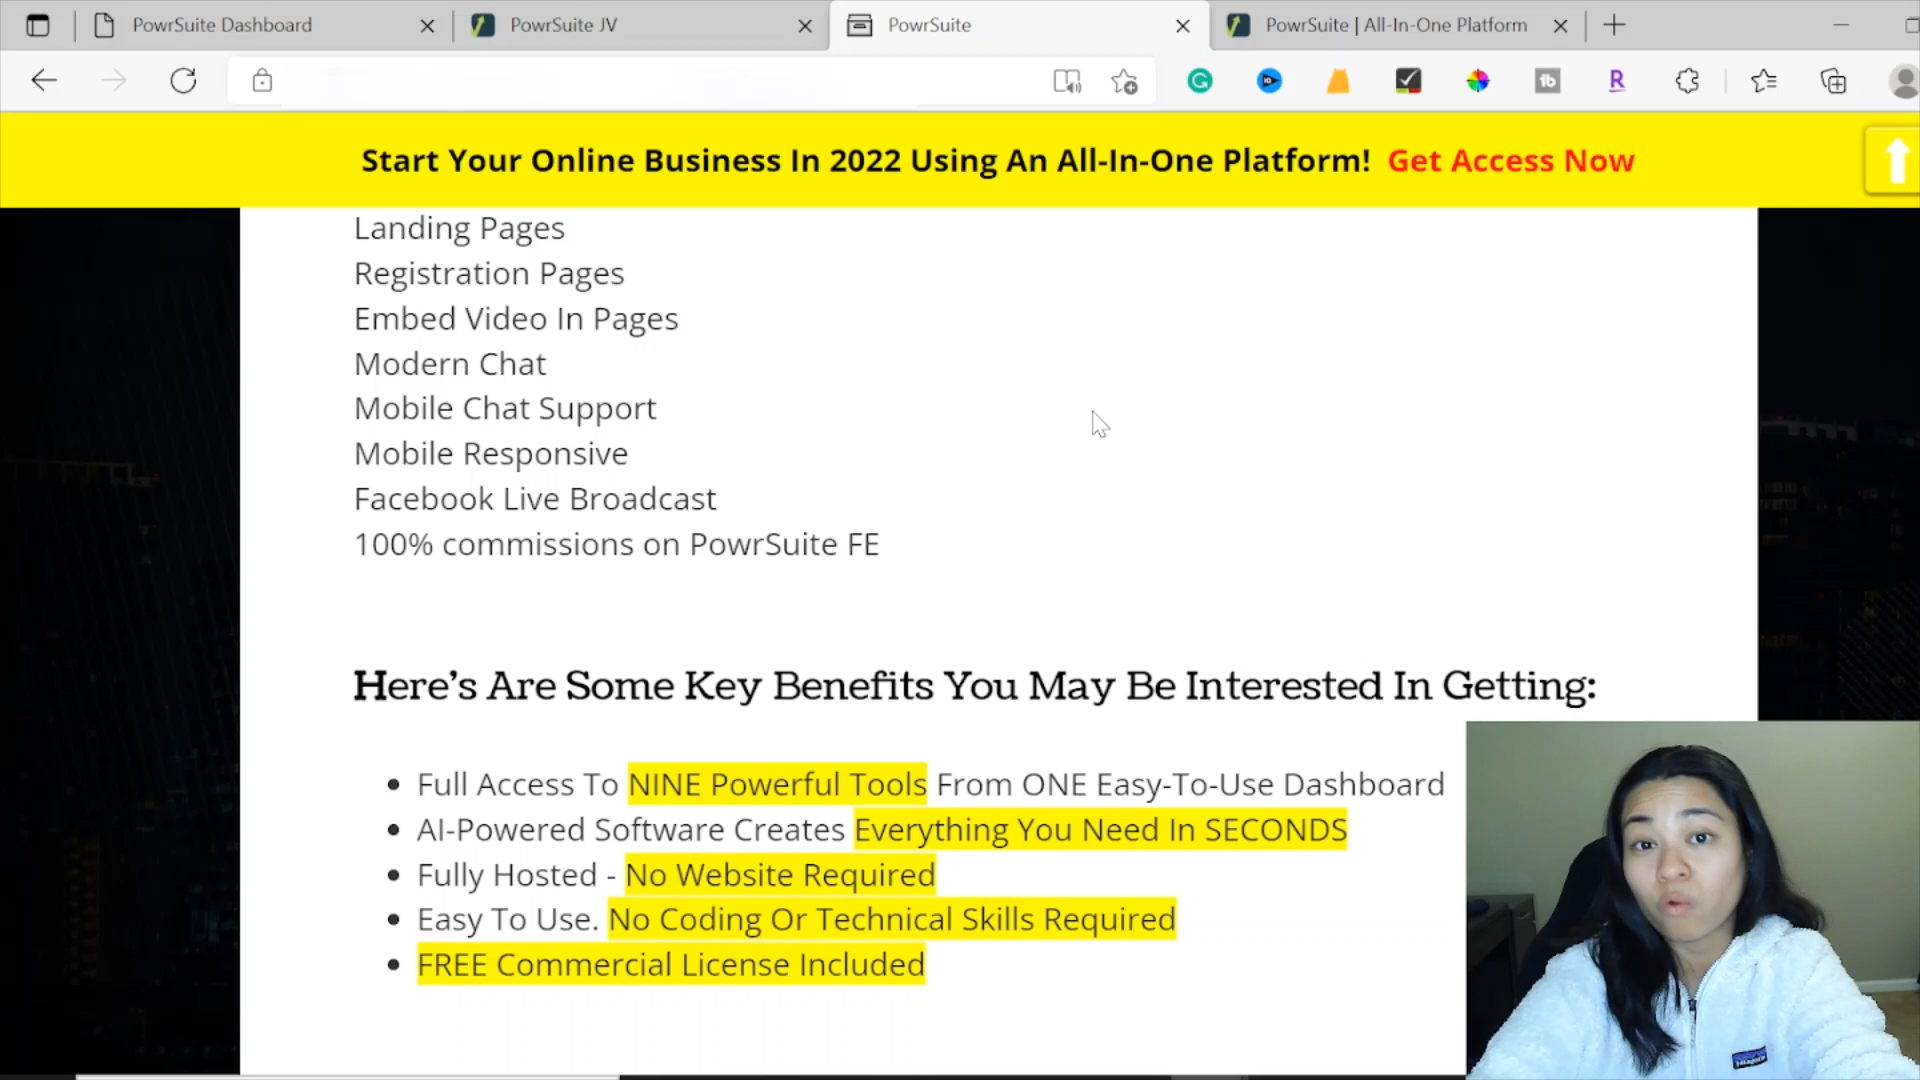 PowrSuite Dashboard
PowrSuite JV
PowrSuite
PowrSuite | All-In-One Platform
Start Your Online Business In 2022 Using An All-In-One Platform! Get Access Now
Landing Pages
Registration Pages
Embed Video In Pages
Modern Chat
Mobile Chat Support
Mobile Responsive
Facebook Live Broadcast
100% commissions on PowrSuite FE
Here's Are Some Key Benefits You May Be Interested In Getting:
Full Access To NINE Powerful Tools From ONE Easy-To-Use Dashboard
AI-Powered Software Creates Everything You Need In SECONDS
Fully Hosted - No Website Required
Easy To Use. No Coding Or Technical Skills Required
FREE Commercial License Included